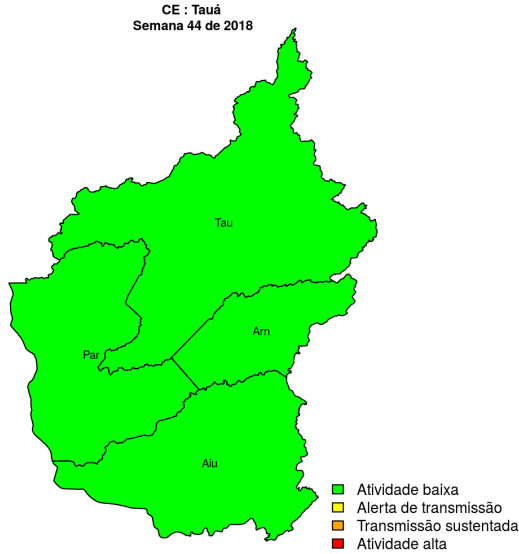 CE : Tauá
Semana 44 de 2018
Tau
Arn
Par
Aiu
Atividade baixa
Alerta de transmissão
Transmissão sustentada
Atividade alta